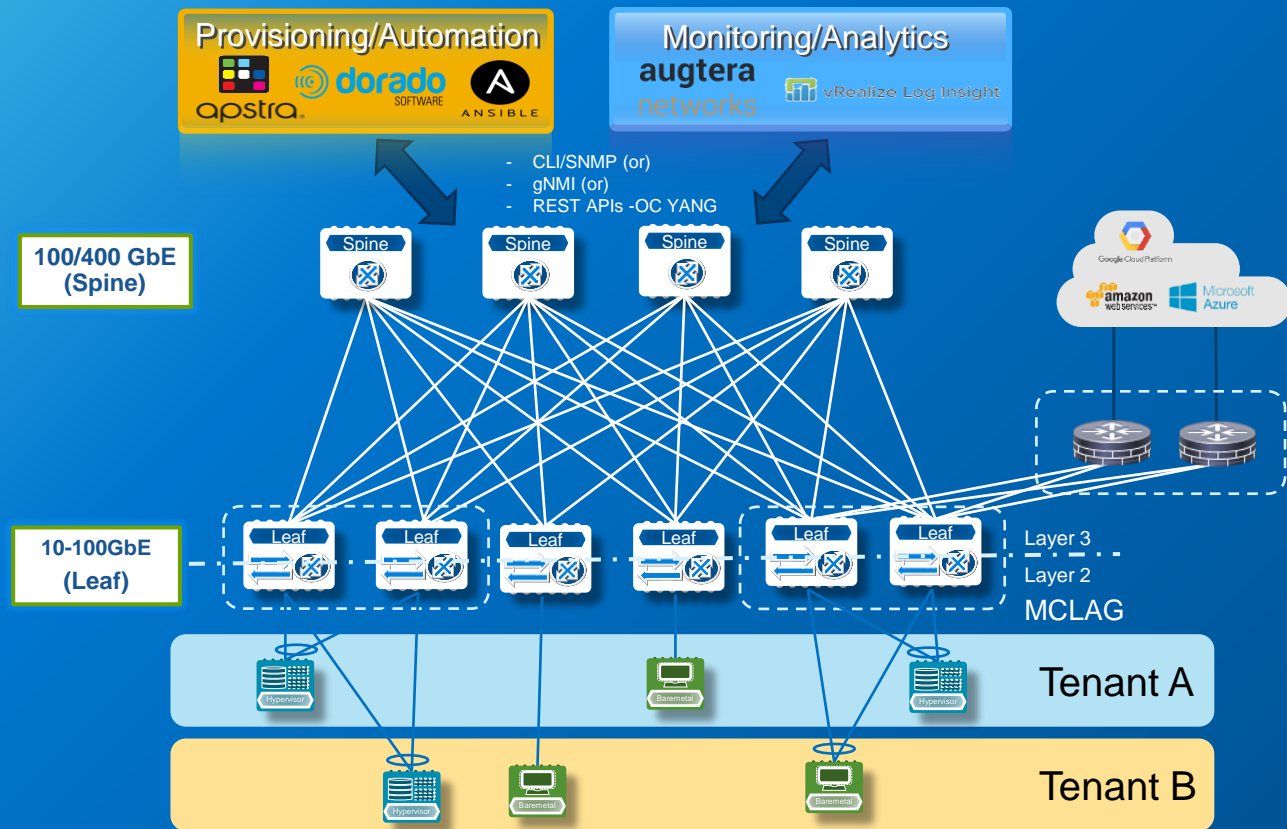 Provisioning/Automation
Monitoring/Analytics
apstra.
dorado
SOFTWARE
ANSIBLE
augtera
networks
vRealize Log Insight
- CLI/SNMP (or)
- gNMI (or)
- REST APIs -OC YANG
100/400 GbE
(Spine)
Spine
Spine
Spine
Spine
Google Cloud Platform
amazon
web services™
Microsoft
Azure
10-100GbE
(Leaf)
Leaf
Leaf
Leaf
Leaf
Leaf
Leaf
Layer 3
Layer 2
MCLAG
Hypervisor
Baremetal
Hypervisor
Tenant A
Hypervisor
Baremetal
Baremetal
Tenant B